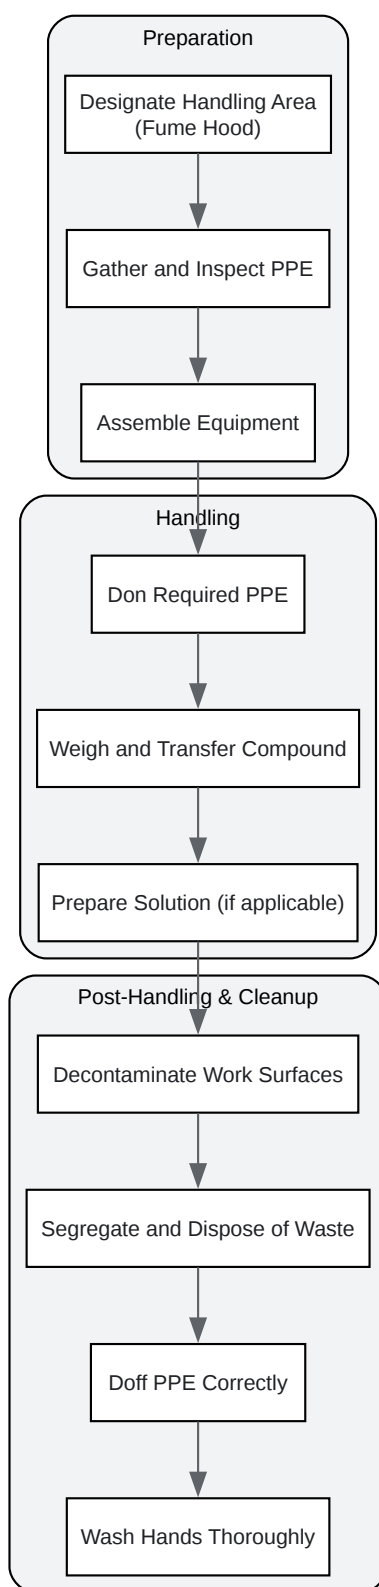 Preparation
Designate Handling Area
(Fume Hood)
Gather and Inspect PPE
Assemble Equipment
Handling
Don Required PPE
Weigh and Transfer Compound
Prepare Solution (if applicable)
Post-Handling & Cleanup
Decontaminate Work Surfaces
Segregate and Dispose of Waste
Doff PPE Correctly
Wash Hands Thoroughly